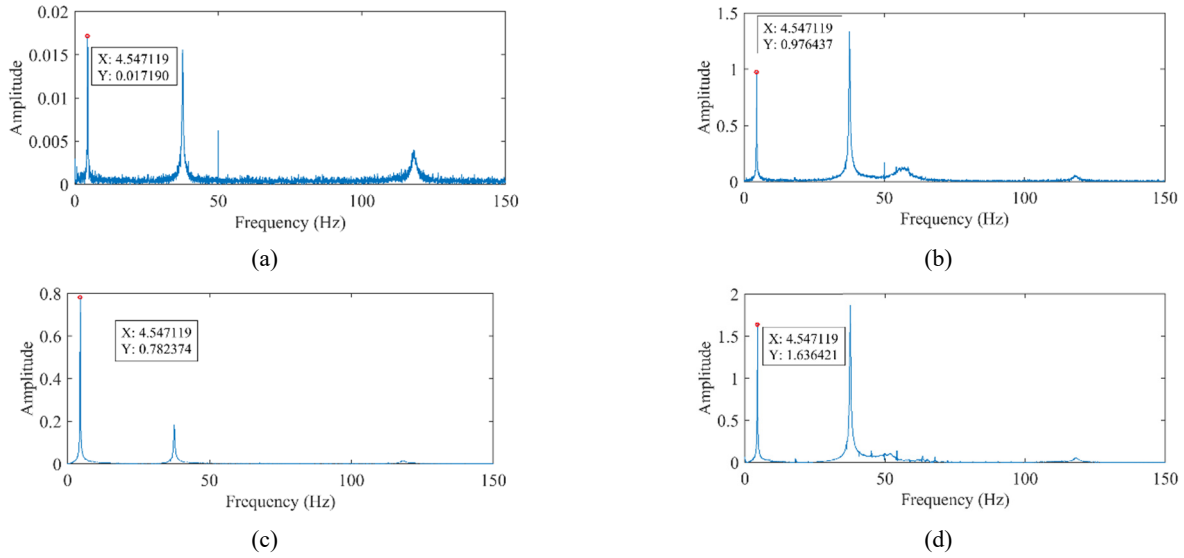 0.02
0.015
0.01
0.005
0
Amplitude
X: 4.547119
Y: 0.017190
0
50
100
150
Frequency (Hz)
(a)
1.5
1
0.5
0
Amplitude
X: 4.547119
Y: 0.976437
0
50
100
150
Frequency (Hz)
(b)
0.8
0.6
0.4
0.2
0
Amplitude
X: 4.547119
Y: 0.782374
0
50
100
150
Frequency (Hz)
(c)
2
1.5
1
0.5
0
Amplitude
X: 4.547119
Y: 1.636421
0
50
100
150
Frequency (Hz)
(d)